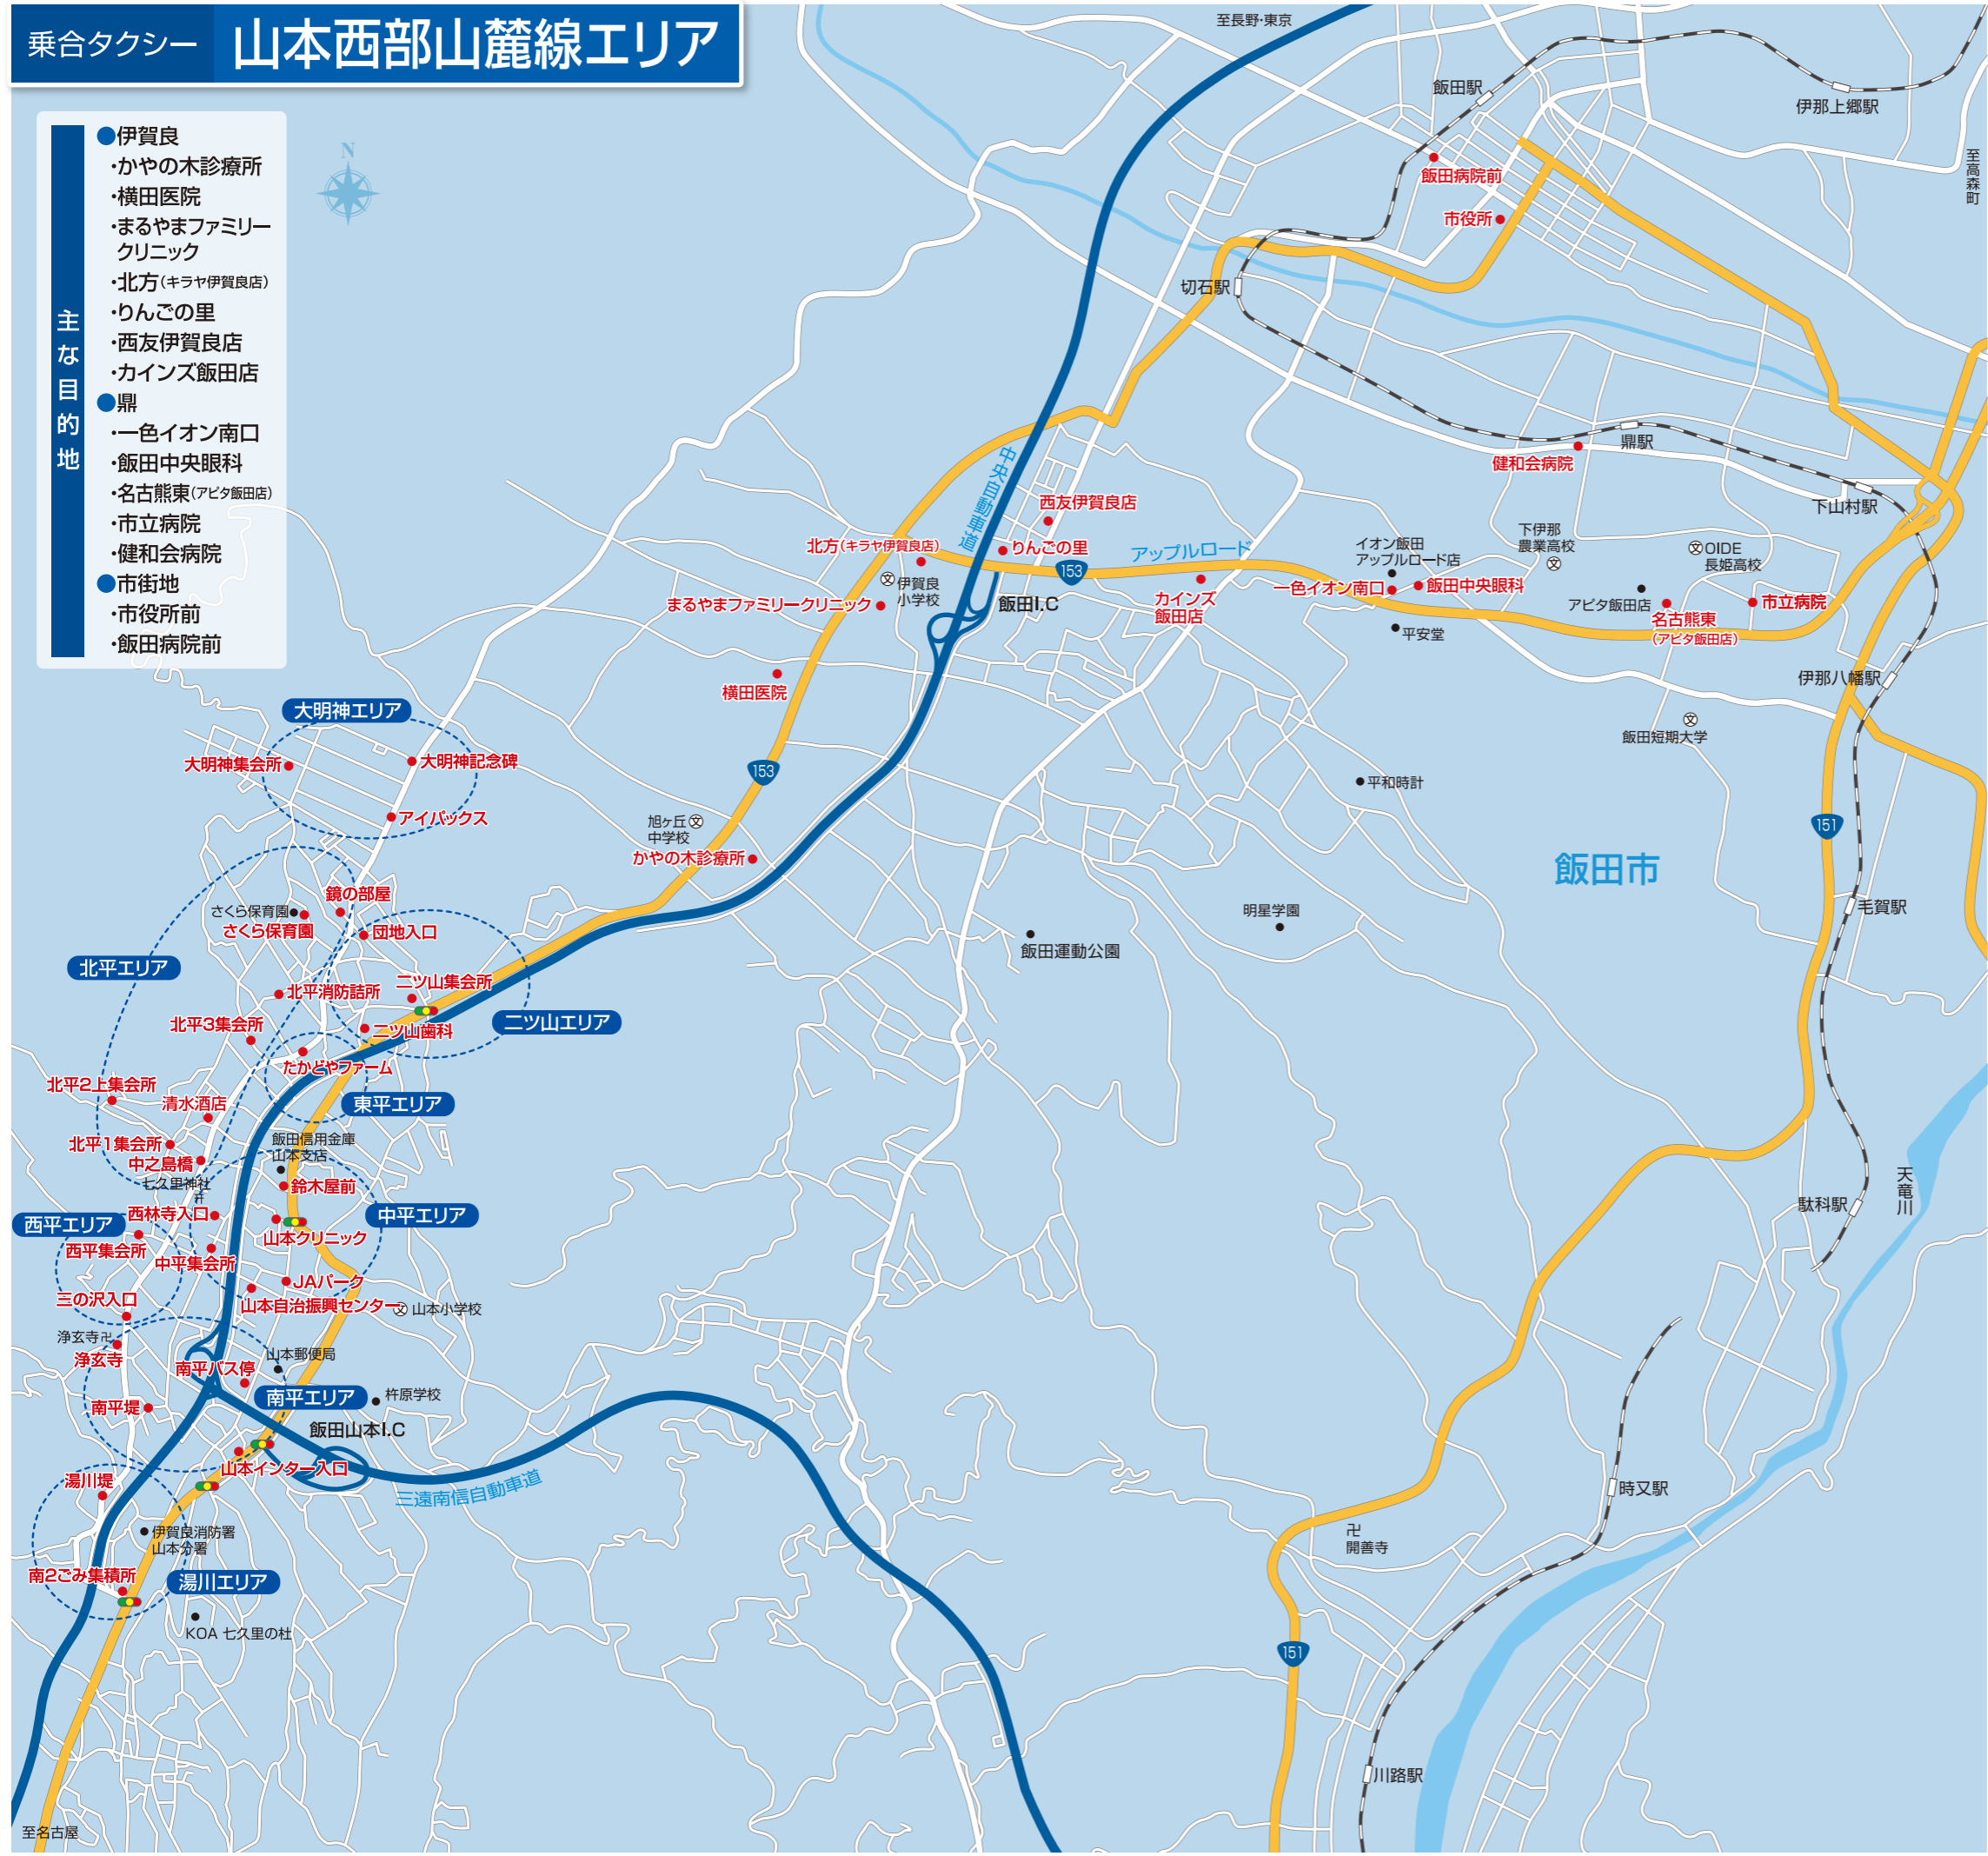 乗合タクシー 山本西部山麓線エリア
主な目的地
●伊賀良
・かやの木診療所
・横田医院
・まるやまファミリー
クリニック
・北方(キラヤ伊賀良店)
・りんごの里
・西友伊賀良店
・カインズ飯田店
●鼎
・一色イオン南口
・飯田中央眼科
・名古熊東(アピタ飯田店)
・市立病院
・健和会病院
●市街地
・市役所前
・飯田病院前
N
至長野・東京
飯田駅
伊那上郷駅
至高森町
飯田病院前
市役所
切石駅
鼎駅
健和会病院
下山村駅
中央自動車道
西友伊賀良店
北方(キラヤ伊賀良店)
りんごの里
アップルロード
153
イオン飯田
アップルロード店
下伊那
農業高校
文
文OIDE
長姫高校
文 伊賀良
小学校
まるやまファミリークリニック
飯田I.C
カインズ
飯田店
一色イオン南口
飯田中央眼科
アピタ飯田店
名古熊東
(アピタ飯田店)
市立病院
平安堂
横田医院
伊那八幡駅
文
飯田短期大学
大明神エリア
大明神集会所
大明神記念碑
アイパックス
153
平和時計
151
旭ヶ丘文
中学校
かやの木診療所
飯田市
鏡の部屋
さくら保育園
さくら保育園
団地入口
明星学園
毛賀駅
飯田運動公園
北平エリア
北平消防詰所
二ツ山集会所
二ツ山エリア
北平3集会所
二ツ山歯科
たかどやファーム
北平2上集会所
清水酒店
東平エリア
北平1集会所
飯田信用金庫
山本支店
中之島橋
七久里神社
鈴木屋前
天竜川
駄科駅
西平エリア
西林寺入口
中平エリア
西平集会所
中平集会所
山本クリニック
JAパーク
三の沢入口
山本自治振興センター
文 山本小学校
浄玄寺卍
浄玄寺
南平バス停
山本郵便局
南平エリア
杵原学校
南平堤
飯田山本I.C
山本インター入口
三遠南信自動車道
湯川堤
時又駅
伊賀良消防署
山本分署
卍
開善寺
南2ごみ集積所
湯川エリア
KOA 七久里の杜
151
川路駅
至名古屋